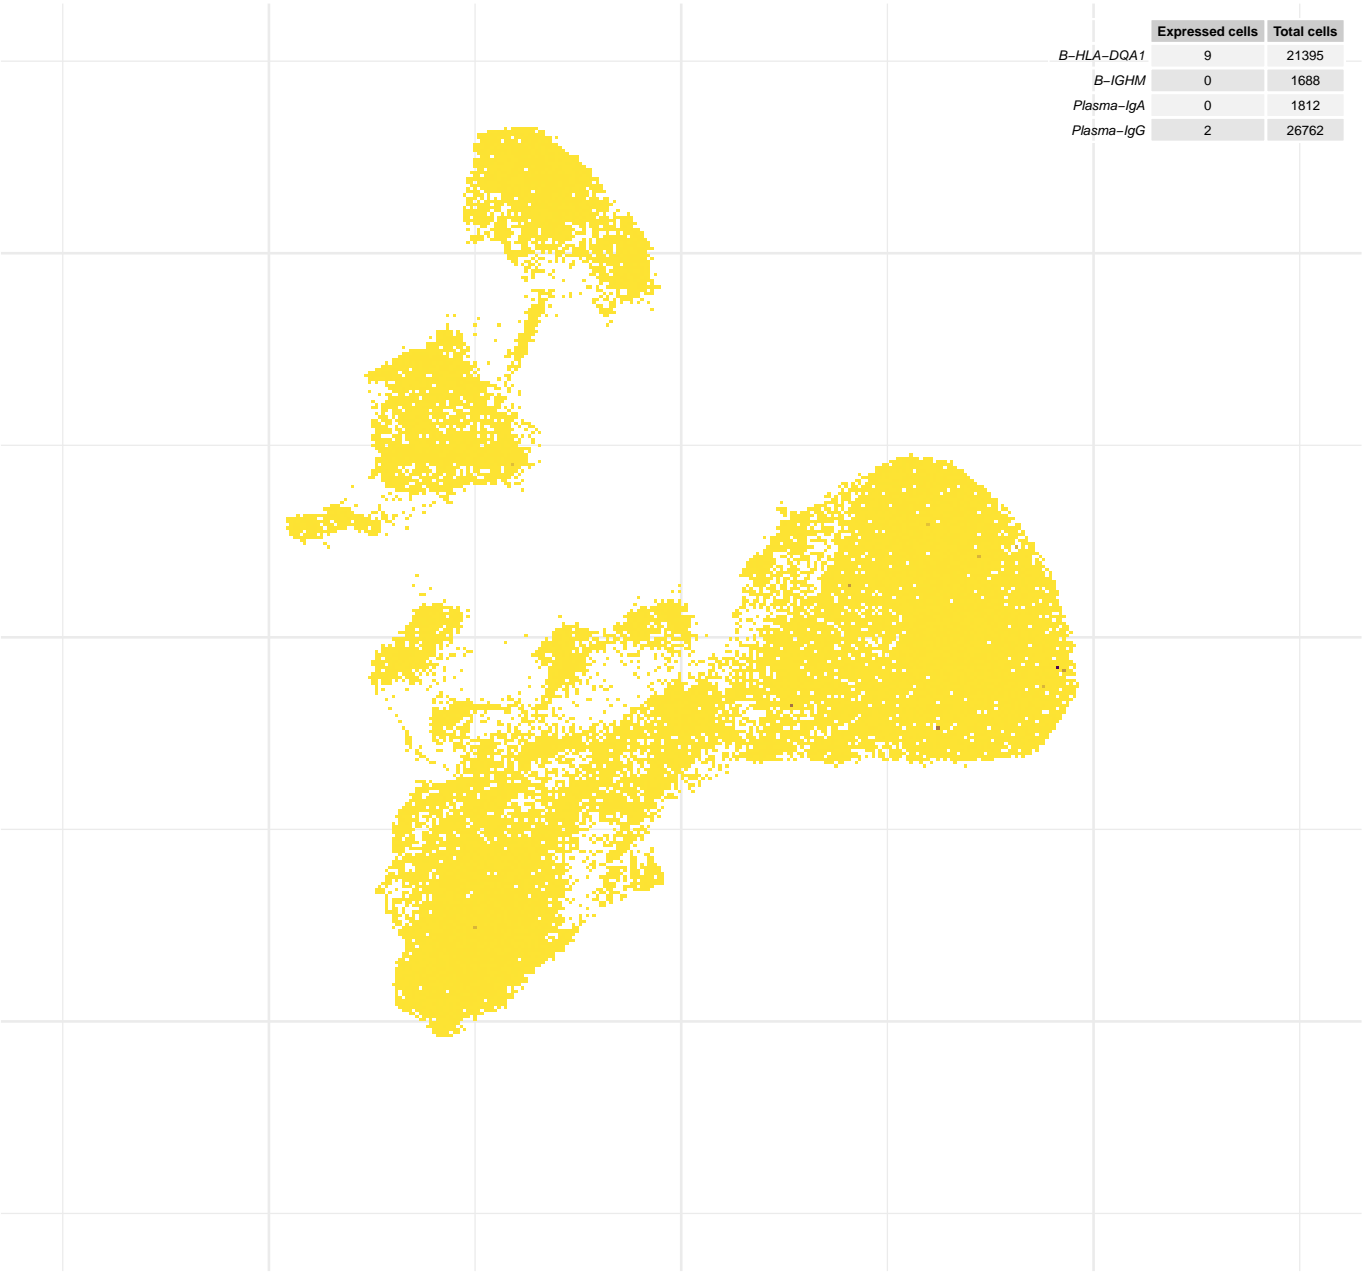 Expressed cells Total cells
B−HLA−DQA1 9 21395
B−IGHM 0 1688
Plasma−IgA 0 1812
Plasma−IgG 2 26762